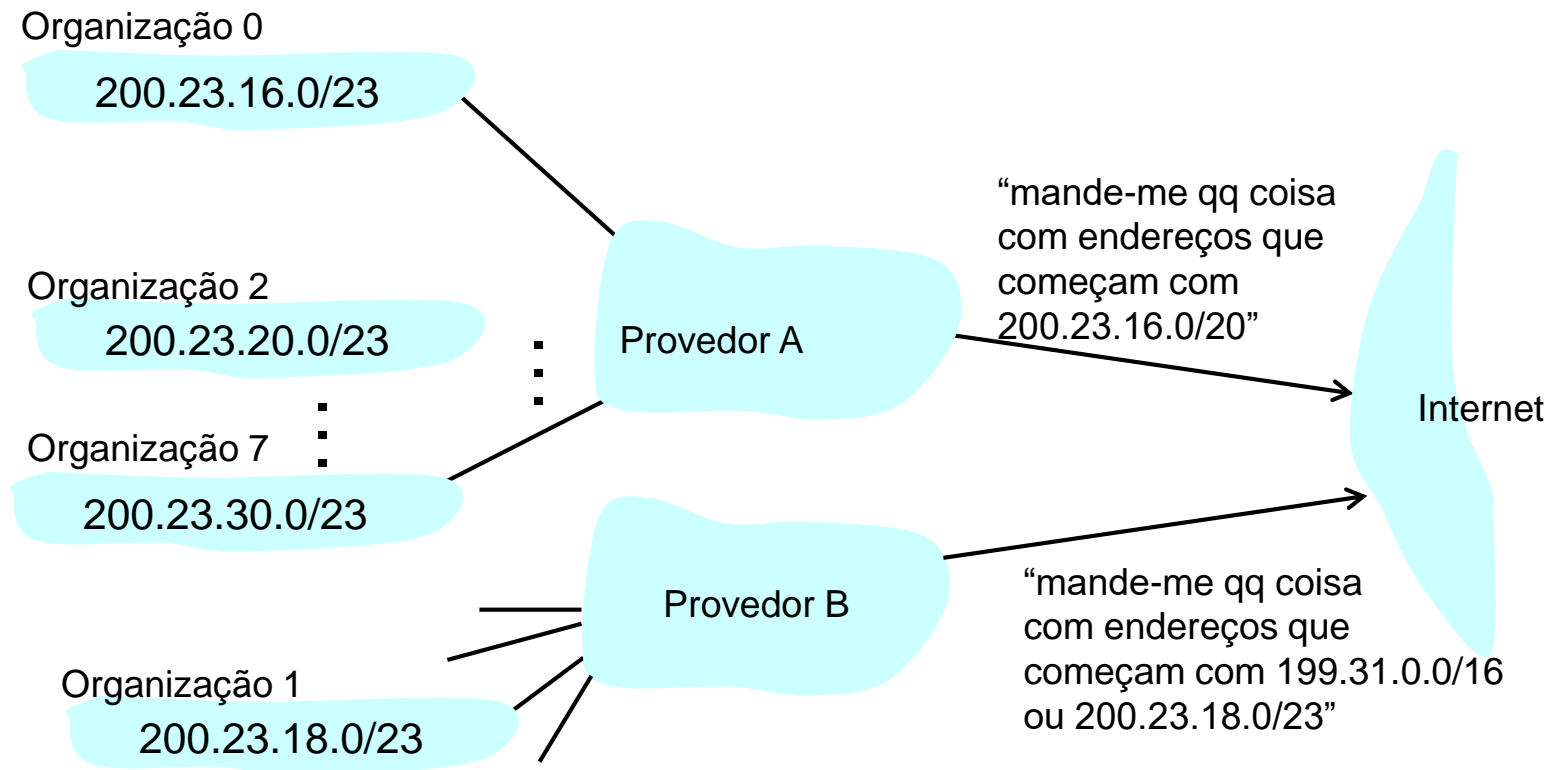 Organização 0
200.23.16.0/23
“mande-me qq coisa
com endereços que
começam com
200.23.16.0/20”
Organização 2
200.23.20.0/23
Provedor A
Internet
Organização 7
200.23.30.0/23
Provedor B
“mande-me qq coisa
com endereços que
começam com 199.31.0.0/16
ou 200.23.18.0/23”
Organização 1
200.23.18.0/23